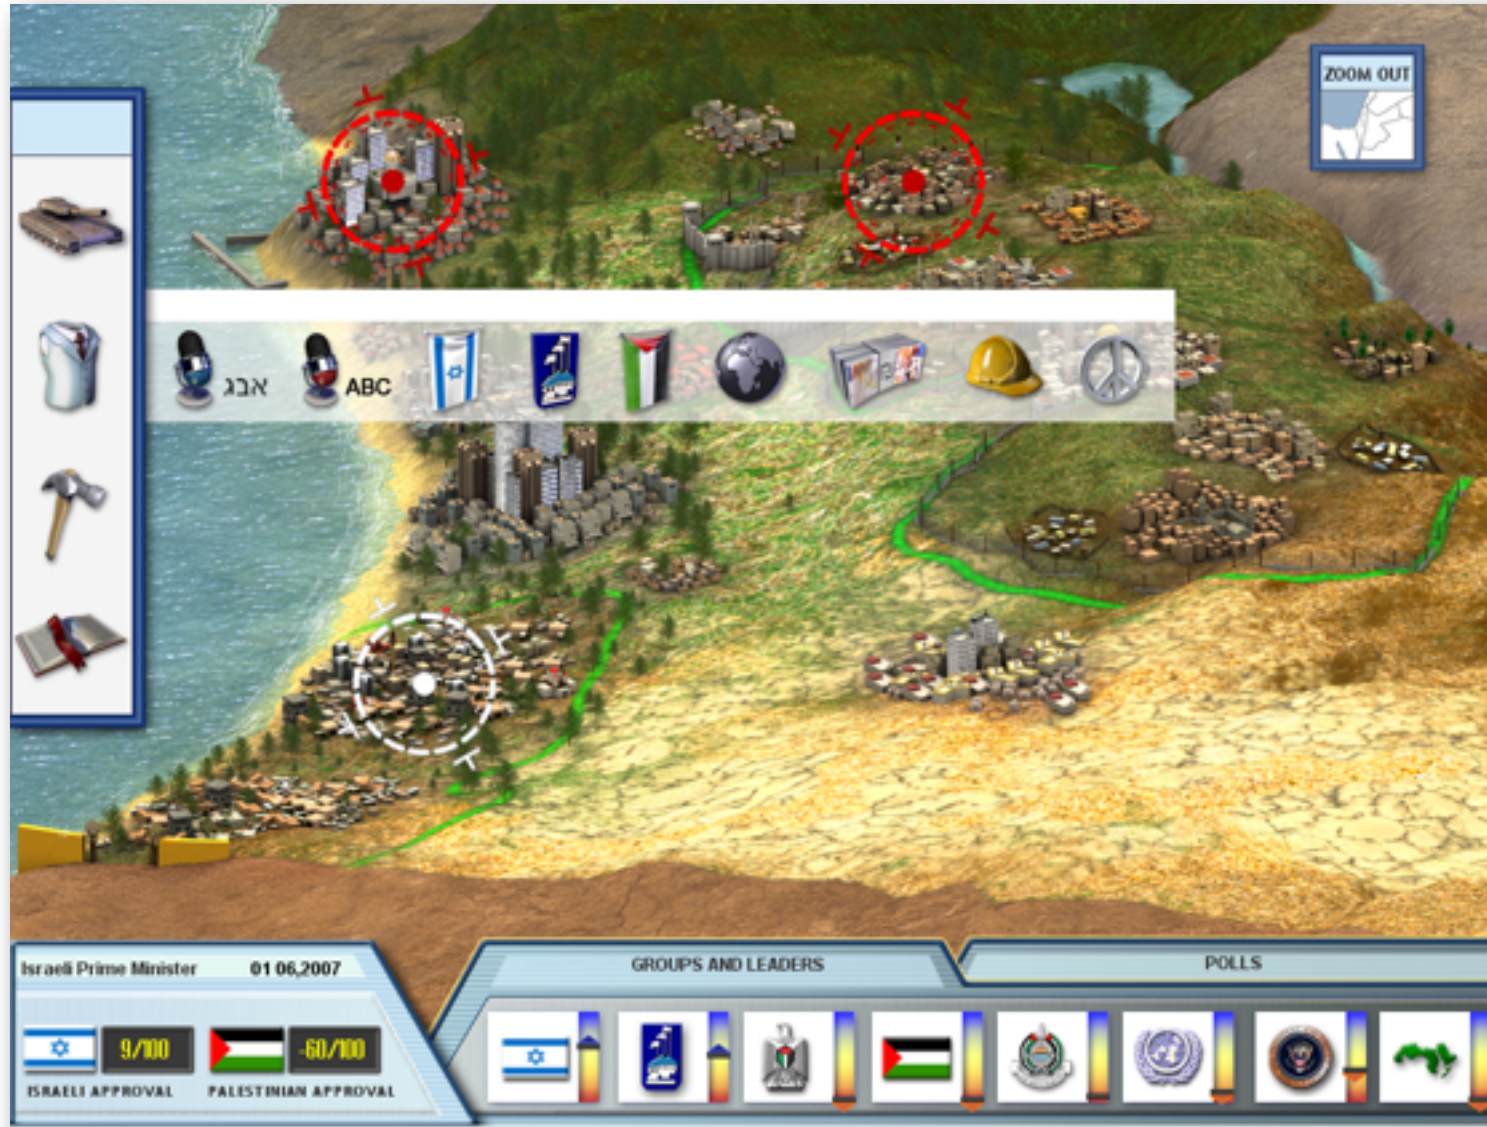 ZOOM OUT
אבג
ABC
Israeli Prime Minister 01 06,2007
GROUPS AND LEADERS
POLLS
9/100
-60/100
ISRAELI APPROVAL
PALESTINIAN APPROVAL